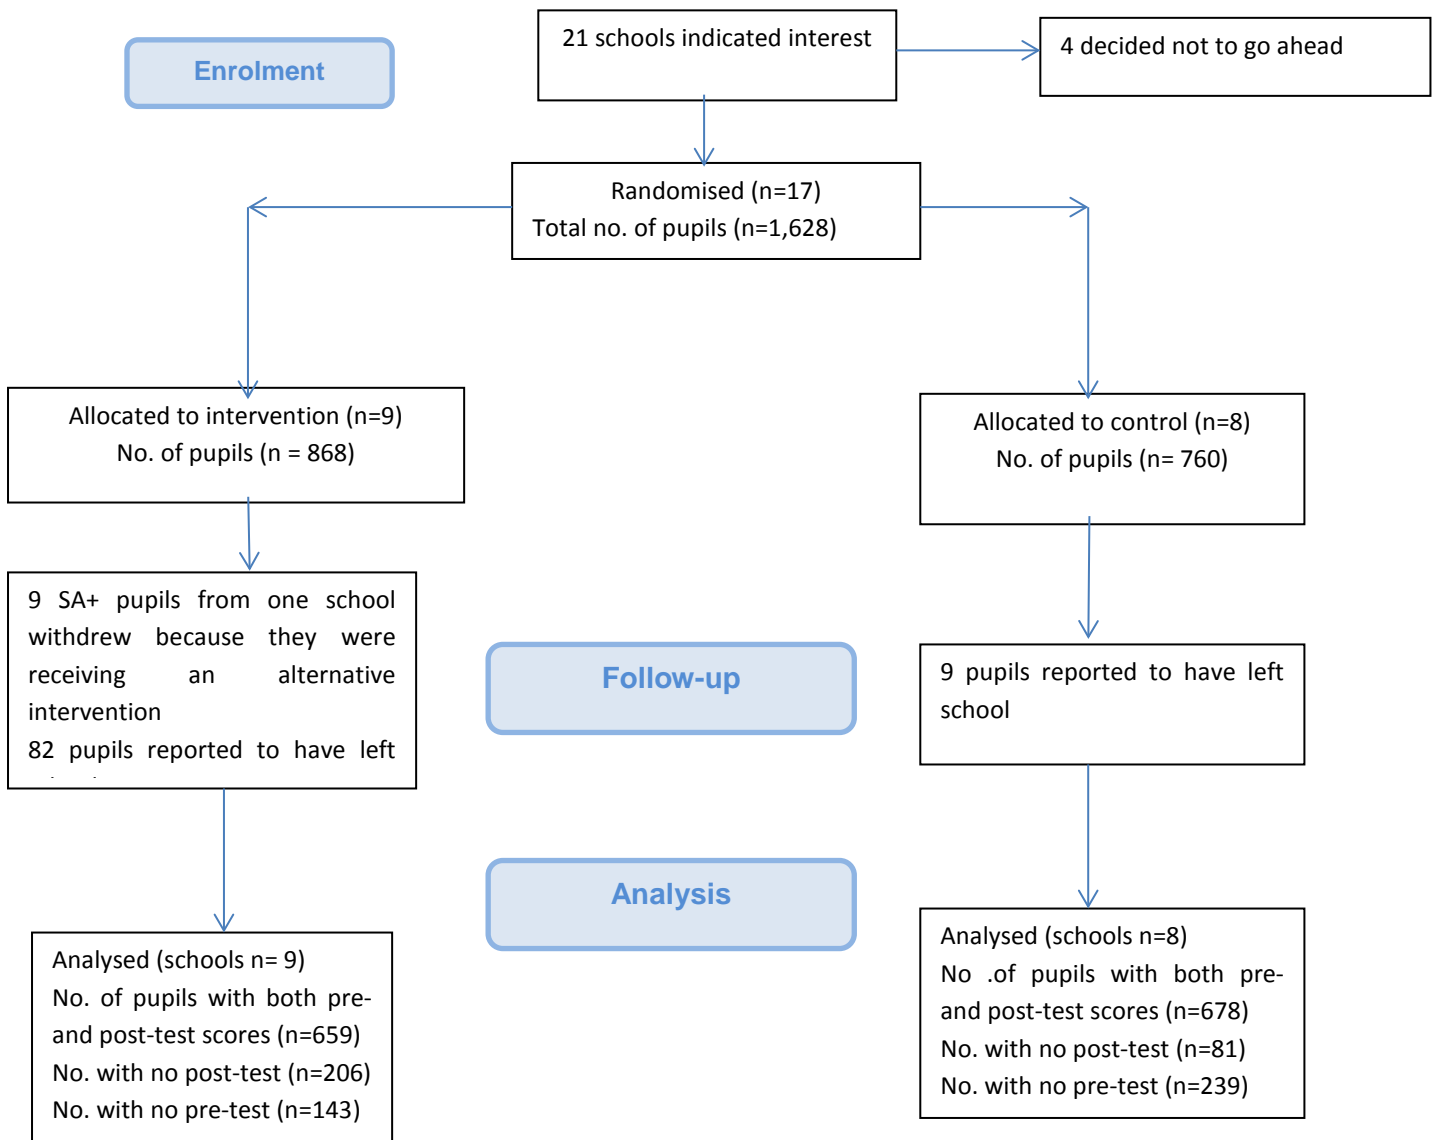 21 schools indicated interest
4 decided not to go ahead
Enrolment
Randomised (n=17)
Total no. of pupils (n=1,628)
Allocated to intervention (n=9)
No. of pupils (n = 868)
Allocated to control (n=8)
No. of pupils (n= 760)
9 SA+ pupils from one school
withdrew because they were
receiving an alternative
intervention
82 pupils reported to have left
Follow-up
9 pupils reported to have left
school
Analysis
Analysed (schools n= 9)
No. of pupils with both pre-
and post-test scores (n=659)
No. with no post-test (n=206)
No. with no pre-test (n=143)
Analysed (schools n=8)
No .of pupils with both pre-
and post-test scores (n=678)
No. with no post-test (n=81)
No. with no pre-test (n=239)